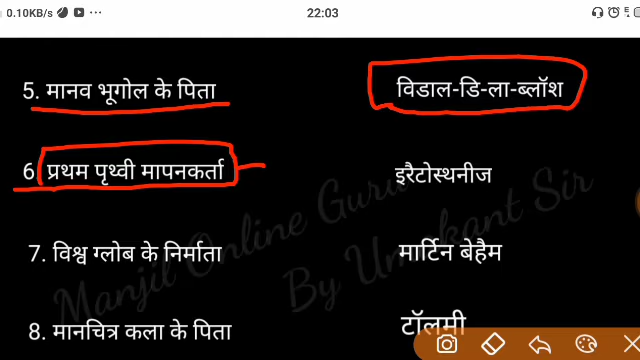 0.10KB/s ... 22:03
5. मानव भूगोल के पिता विडाल-डि-ला-ब्लॉश
6 प्रथम पृथ्वी मापनकर्ता इरैटोस्थनीज
7. विश्व ग्लोब के निर्माता मार्टिन बेहैम
8. मानचित्र कला के पिता टॉलमी
Manjil Online Guru
By Umakant Sir